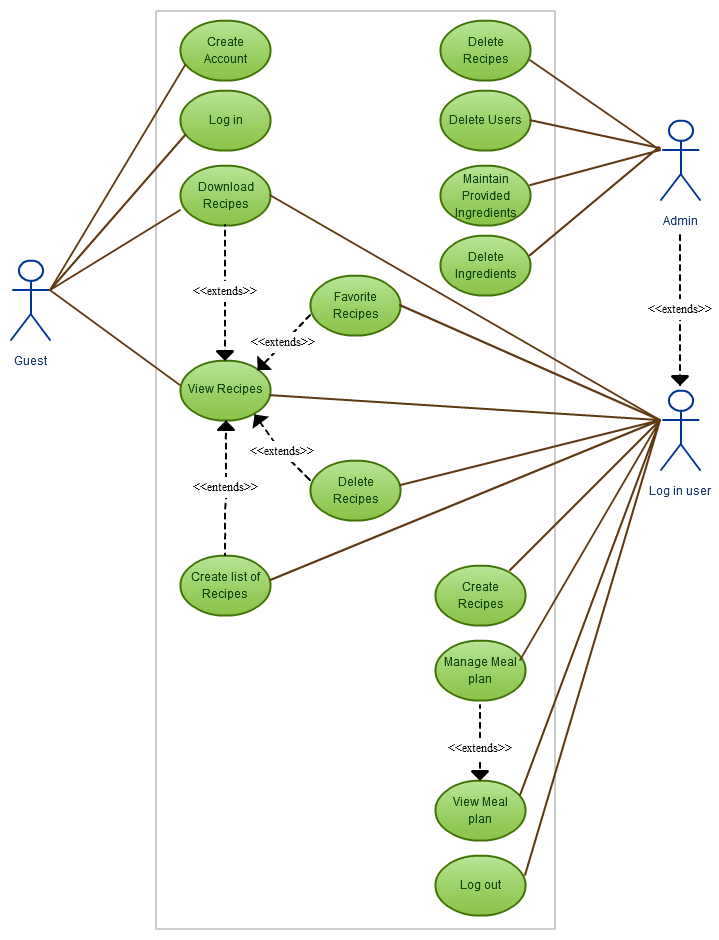 Create
Account
Delete
Recipes
Log in
Delete Users
Download
Recipes
Maintain
Provided
Ingredients
Admin
Delete
Ingredients
<<extends>>
Favorite
Recipes
<<extends>>
<<extends>>
Guest
View Recipes
<<extends>>
Delete
Recipes
<<entends>>
Log in user
Create list of
Recipes
Create
Recipes
Manage Meal
plan
<<extends>>
View Meal
plan
Log out